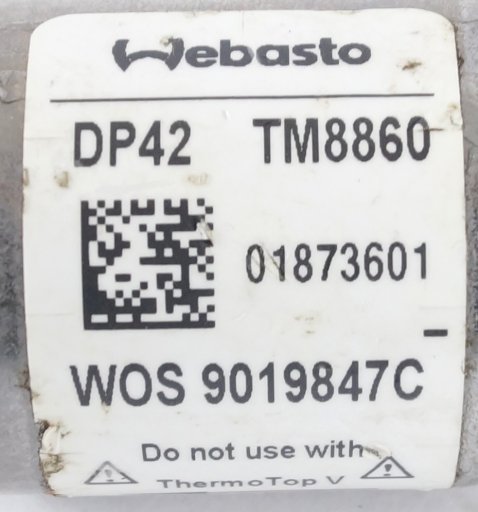 Webasto
DP42 TM8860
01873601
-
WOS 9019847C
Do not use with
ThermoTop V